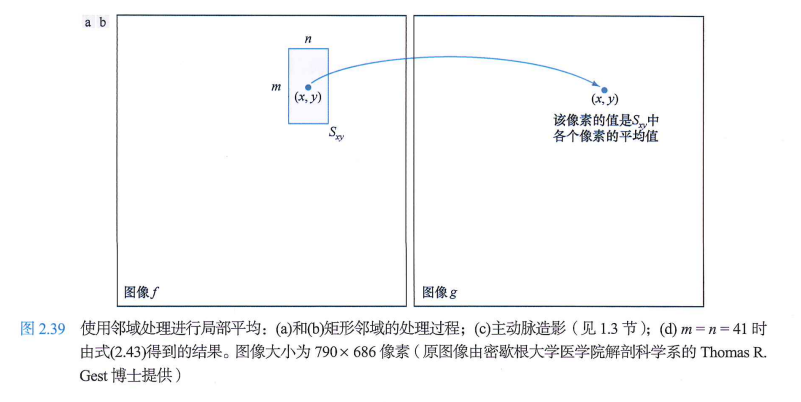 a b
n
m
(x, y)
Sxy
(x, y)
该像素的值是Sxy中
各个像素的平均值
图像f
图像g
图 2.39 使用邻域处理进行局部平均：(a)和(b)矩形邻域的处理过程；(c)主动脉造影（见 1.3 节）；(d) m = n = 41 时
由式(2.43)得到的结果。图像大小为 790× 686 像素（原图像由密歇根大学医学院解剖科学系的 Thomas R.
Gest 博士提供）